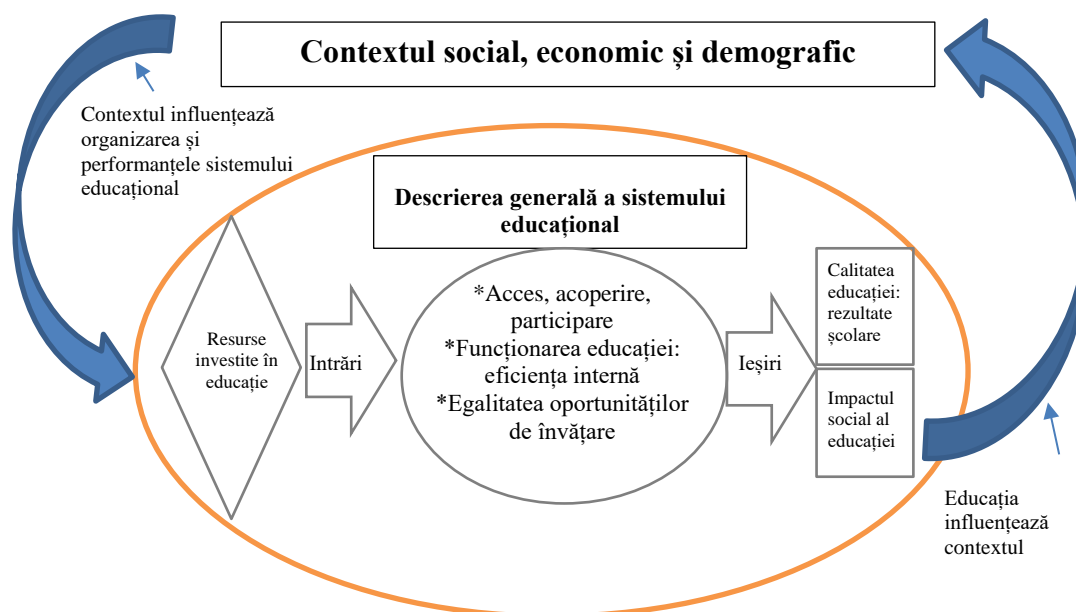 Contextul social, economic și demografic
Contextul influențează
organizarea și
performanțele sistemului
educațional
Descrierea generală a sistemului
educațional
Resurse
investite în
educație
Intrări
*Acces, acoperire,
participare
*Funcționarea educației:
eficiența internă
*Egalitatea oportunităților
de învățare
Ieșiri
Calitatea
educației:
rezultate
școlare
Impactul
social al
educației
Educația
influențează
contextul